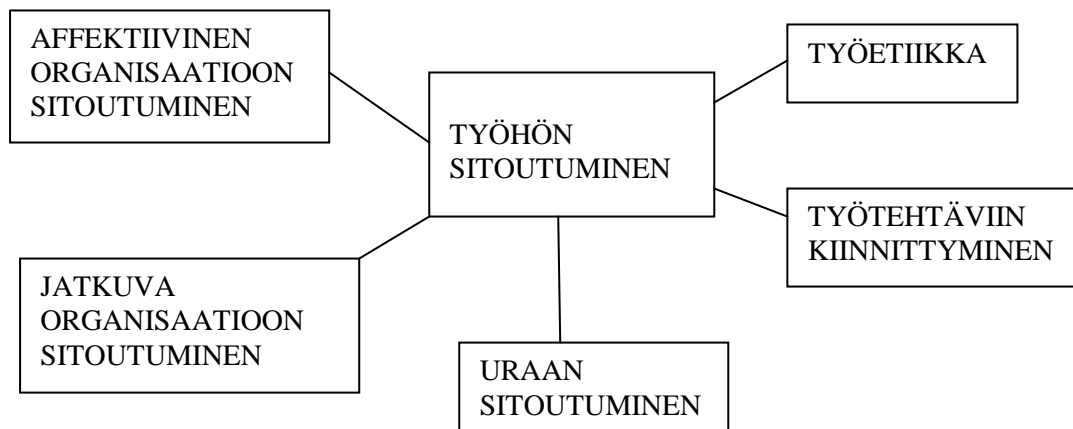 AFFEKTIIVINEN
ORGANISAATIOON
SITOUTUMINEN
TYÖETIIKKA
TYÖHÖN
SITOUTUMINEN
TYÖTEHTÄVIIN
KIINNITTYMINEN
JATKUVA
ORGANISAATIOON
SITOUTUMINEN
URAAN
SITOUTUMINEN